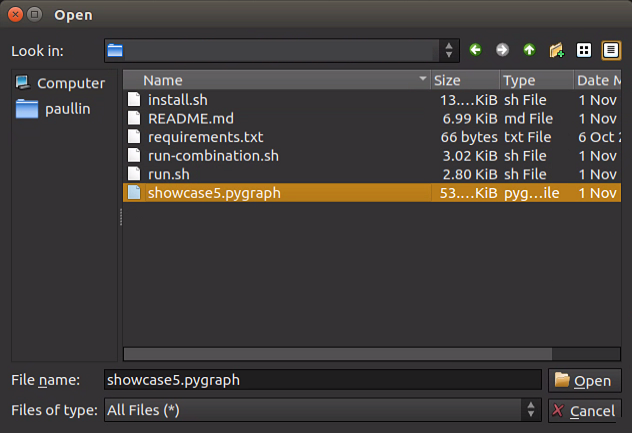 Open
Look in:
Computer
paullin
Name Size Type Date M
install.sh 13.…KiB sh File 1 Nov
README.md 6.99 KiB md File 1 Nov
requirements.txt 66 bytes txt File 6 Oct 2
run-combination.sh 3.02 KiB sh File 1 Nov
run.sh 2.80 KiB sh File 1 Nov
showcase5.pygraph 53.…KiB pyg…ile 1 Nov
File name: showcase5.pygraph Open
Files of type: All Files (*) Cancel